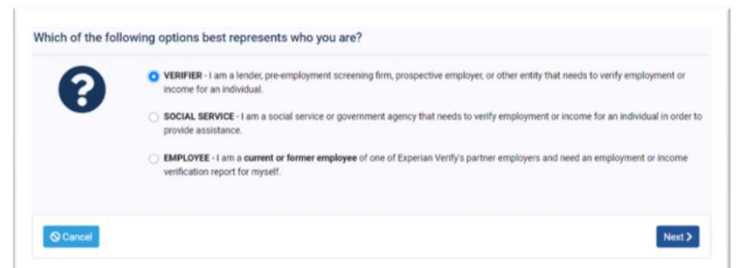 Which of the following options best represents who you are?
VERIFIER - I am a lender, pre-employment screening firm, prospective employer, or other entity that needs to verify employment or
income for an individual.
SOCIAL SERVICE - I am a social service or government agency that needs to verify employment or income for an individual in order to
provide assistance.
EMPLOYEE - I am a current or former employee of one of Experian Verify's partner employers and need an employment or income
verification report for myself.
Cancel
Next